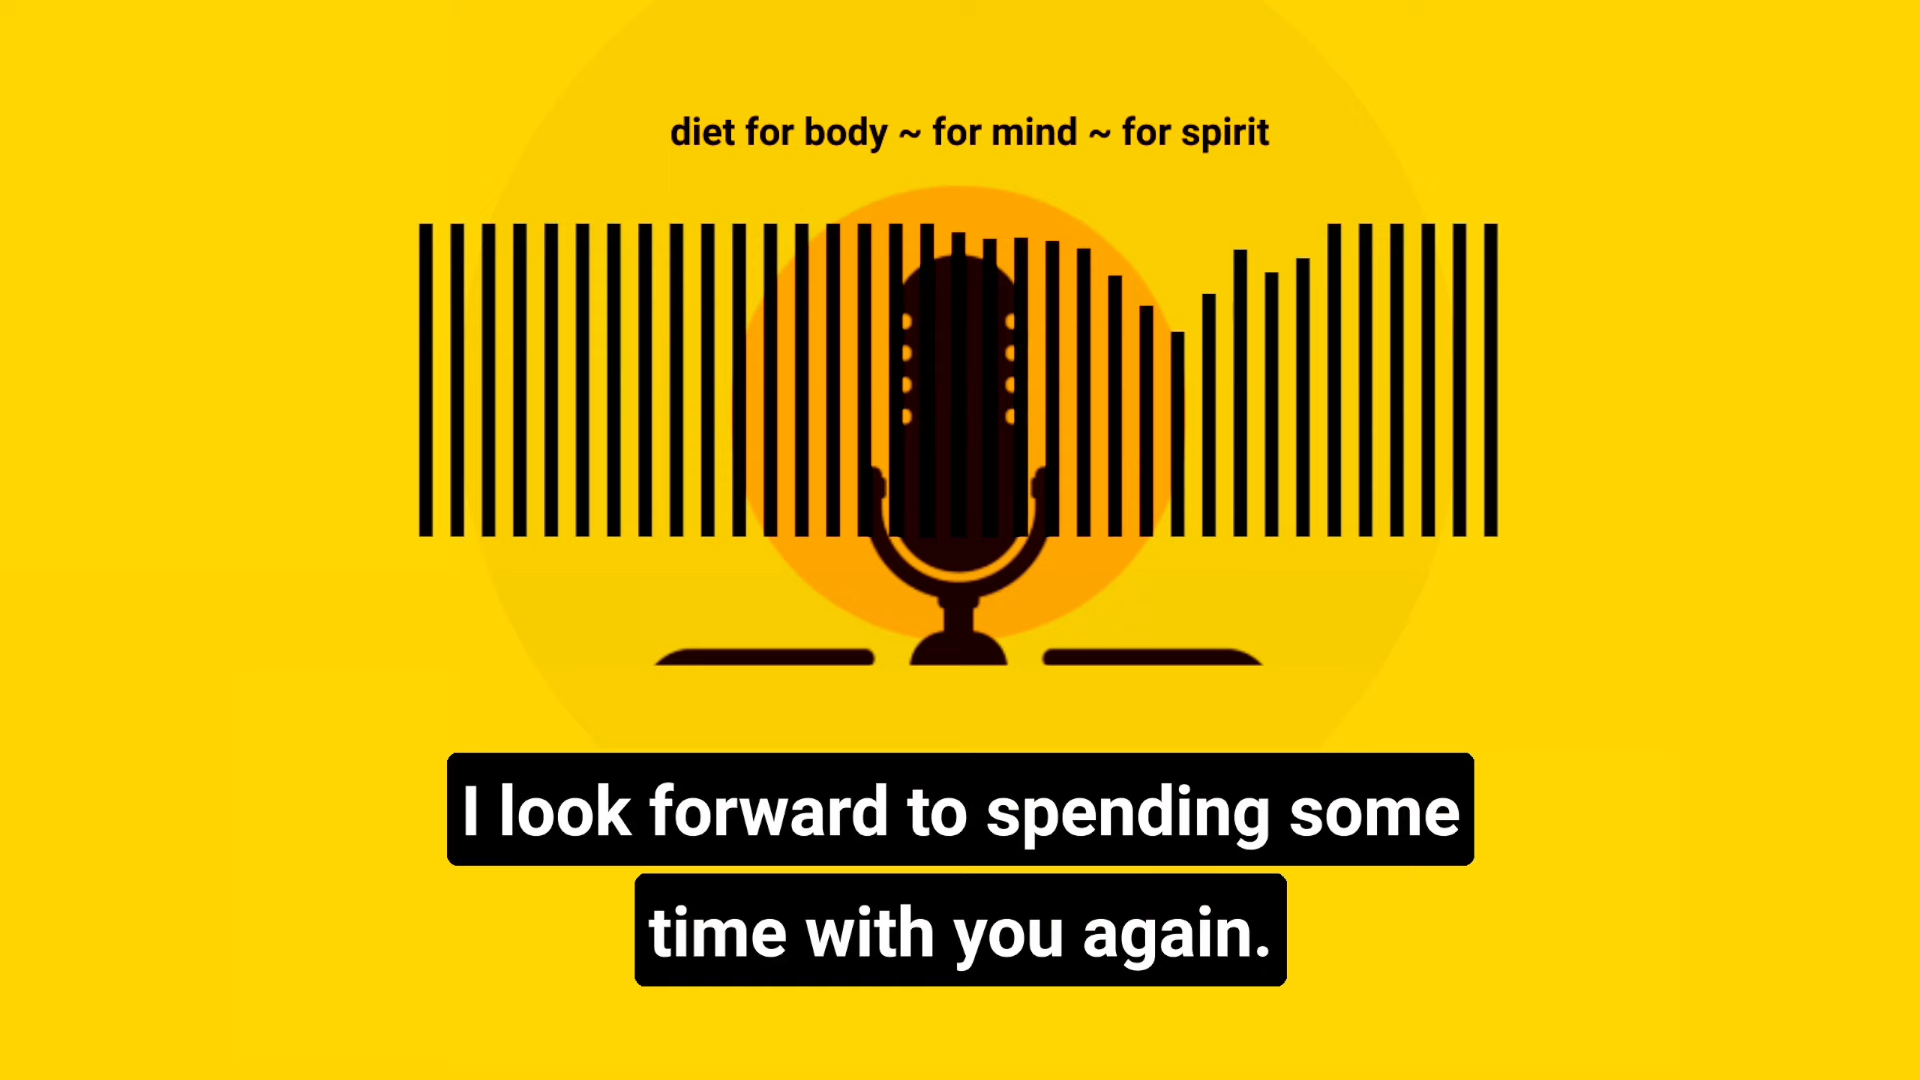 diet for body ~ for mind ~ for spirit
I look forward to spending some
time with you again.